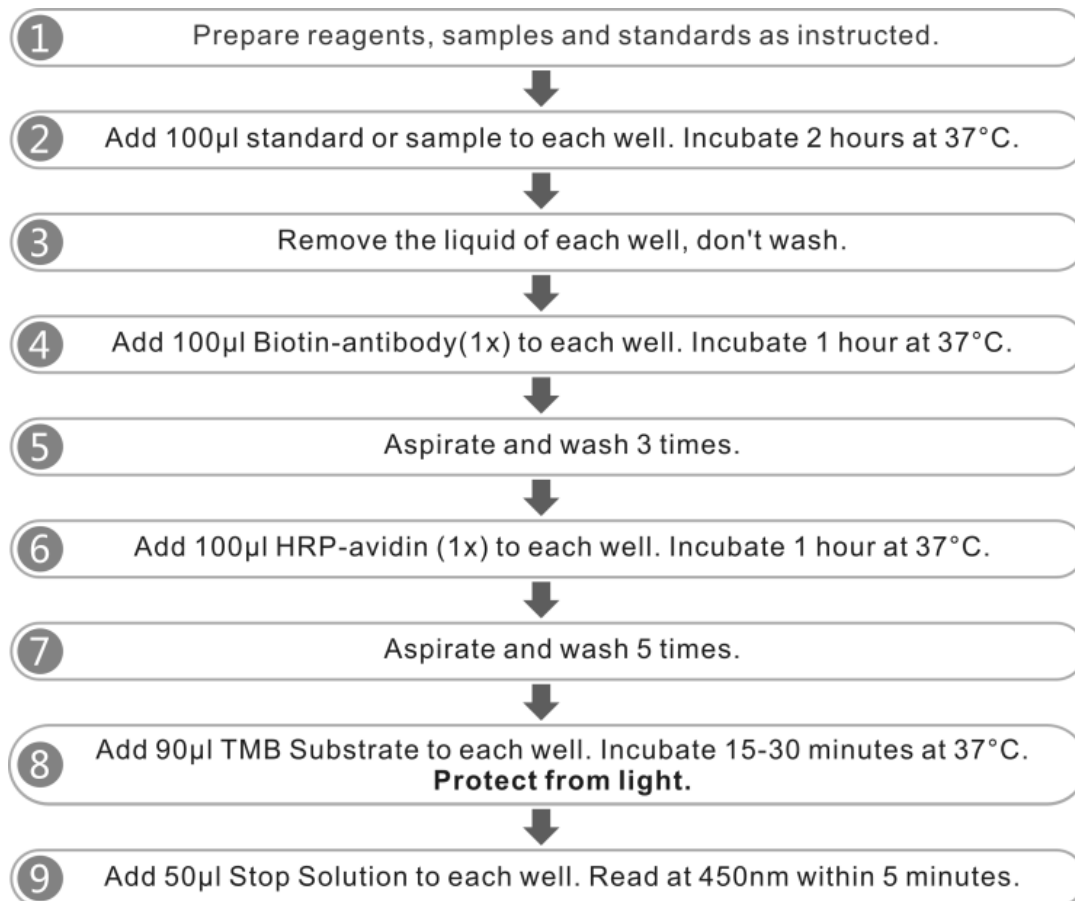 1 Prepare reagents, samples and standards as instructed.
2 Add 100μl standard or sample to each well. Incubate 2 hours at 37°C.
3 Remove the liquid of each well, don't wash.
4 Add 100μl Biotin-antibody(1x) to each well. Incubate 1 hour at 37°C.
5 Aspirate and wash 3 times.
6 Add 100μl HRP-avidin (1x) to each well. Incubate 1 hour at 37°C.
7 Aspirate and wash 5 times.
8 Add 90μl TMB Substrate to each well. Incubate 15-30 minutes at 37°C.
Protect from light.
9 Add 50μl Stop Solution to each well. Read at 450nm within 5 minutes.